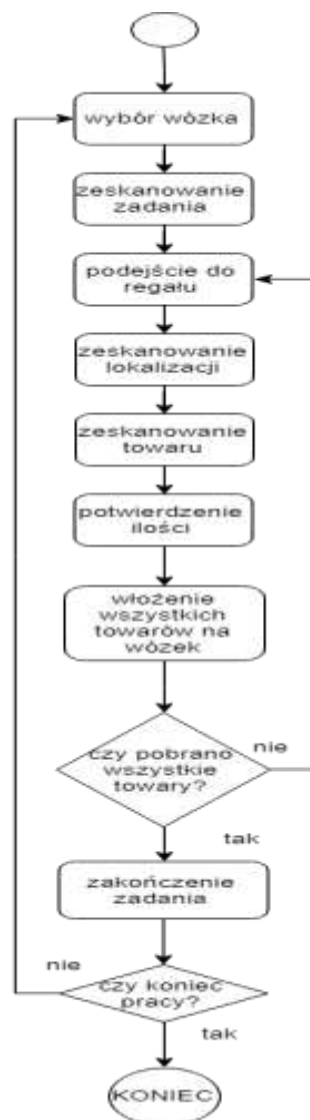 wybór wózka
zeskanowanie
zadania
podejście do
regału
zeskanowanie
lokalizacji
zeskanowanie
towaru
potwierdzenie
ilości
włożenie
wszystkich
towarów na
wózek
czy pobrano
wszystkie
towary?
nie
tak
zakończenie
zadania
nie
czy koniec
pracy?
tak
KONIEC